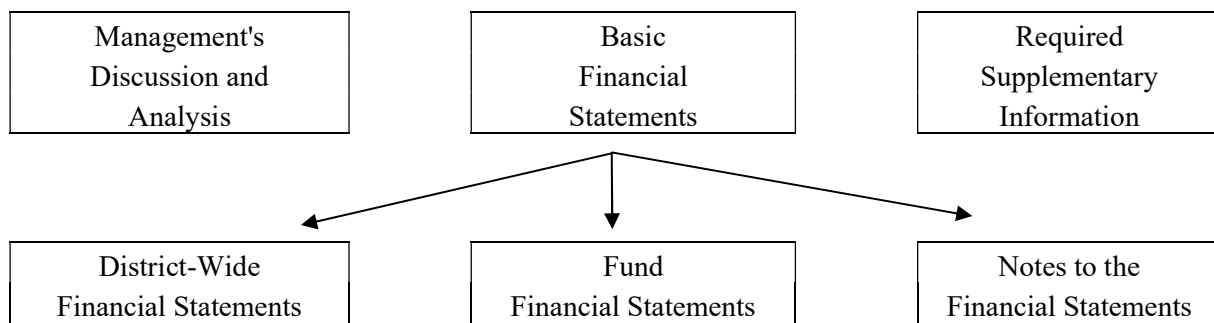 Management's
Discussion and
Analysis
Basic
Financial
Statements
Required
Supplementary
Information
District-Wide
Financial Statements
Fund
Financial Statements
Notes to the
Financial Statements